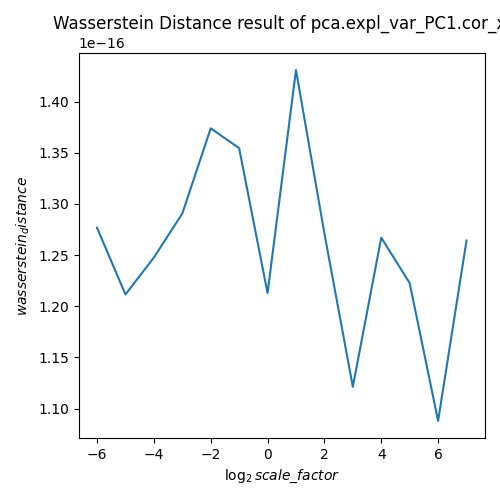 Wasserstein Distance result of pca.expl_var_PC1.cor_x
1e−16
1.40
1.35
1.30
1.25
1.20
1.15
1.10
wasserstein_distance
−6 −4 −2 0 2 4 6
log₂ scale_factor